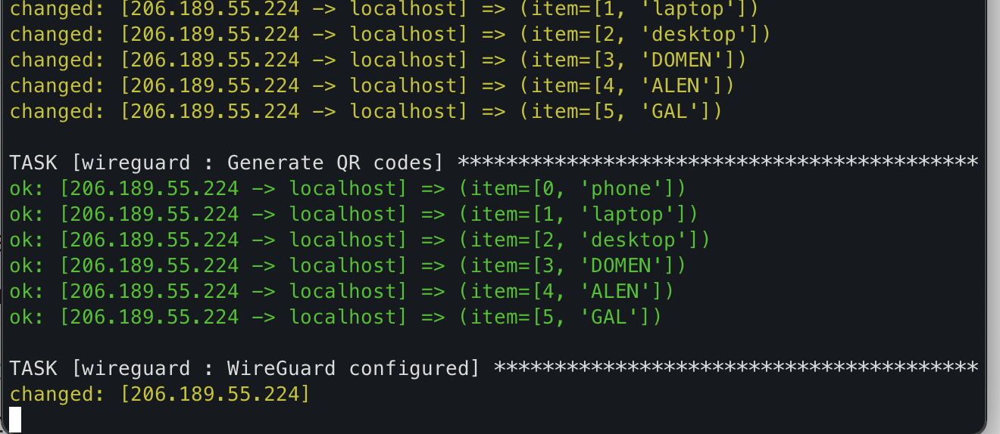 changed: [206.189.55.224 -> localhost] => (item=[1, 'laptop'])
changed: [206.189.55.224 -> localhost] => (item=[2, 'desktop'])
changed: [206.189.55.224 -> localhost] => (item=[3, 'DOMEN'])
changed: [206.189.55.224 -> localhost] => (item=[4, 'ALEN'])
changed: [206.189.55.224 -> localhost] => (item=[5, 'GAL'])
TASK [wireguard : Generate QR codes] *******************************************
ok: [206.189.55.224 -> localhost] => (item=[0, 'phone'])
ok: [206.189.55.224 -> localhost] => (item=[1, 'laptop'])
ok: [206.189.55.224 -> localhost] => (item=[2, 'desktop'])
ok: [206.189.55.224 -> localhost] => (item=[3, 'DOMEN'])
ok: [206.189.55.224 -> localhost] => (item=[4, 'ALEN'])
ok: [206.189.55.224 -> localhost] => (item=[5, 'GAL'])
TASK [wireguard : WireGuard configured] ****************************************
changed: [206.189.55.224]